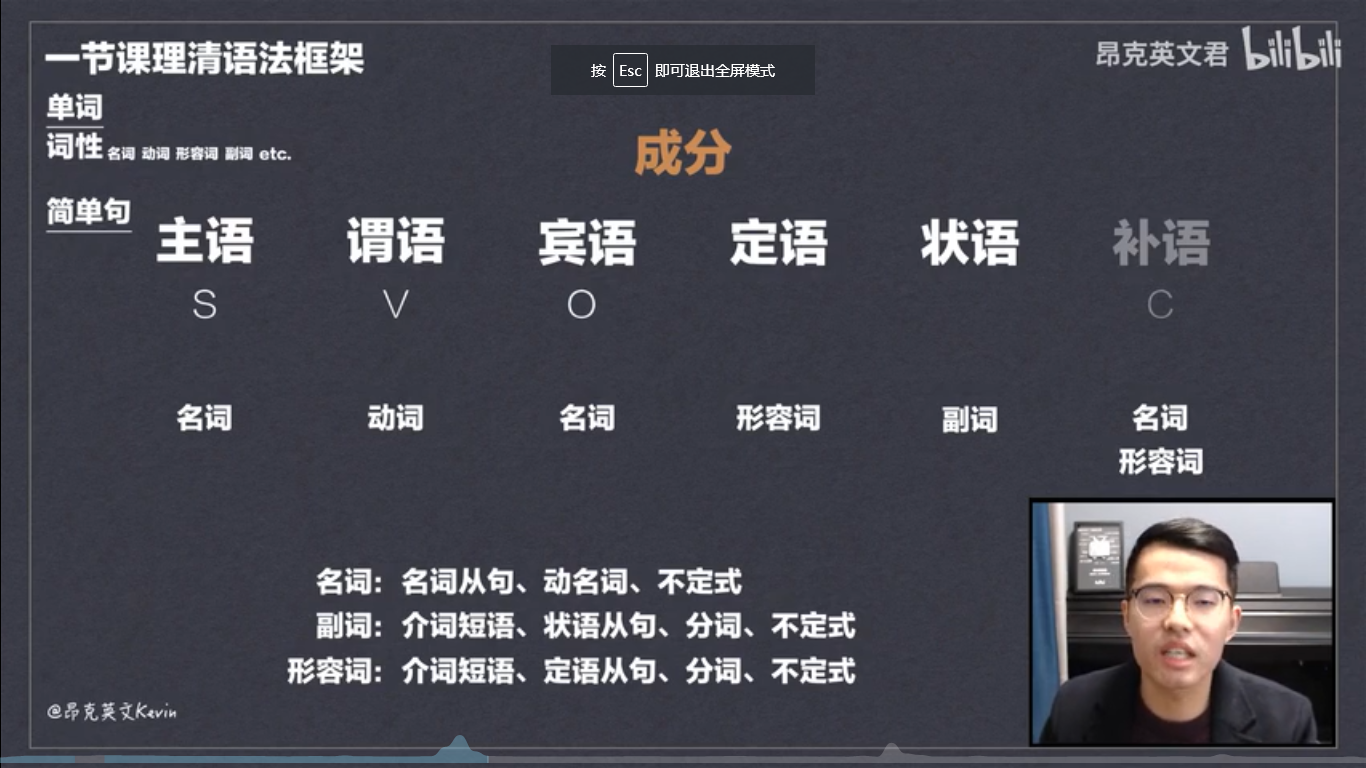 一节课理清语法框架
昂克英文君 bilibili
按 Esc 即可退出全屏模式
单词
词性 名词 动词 形容词 副词 etc.
成分
简单句
主语 谓语 宾语 定语 状语 补语
S V O C
名词 动词 名词 形容词 副词 名词
形容词
名词：名词从句、动名词、不定式
副词：介词短语、状语从句、分词、不定式
形容词：介词短语、定语从句、分词、不定式
@昂克英文Kevin